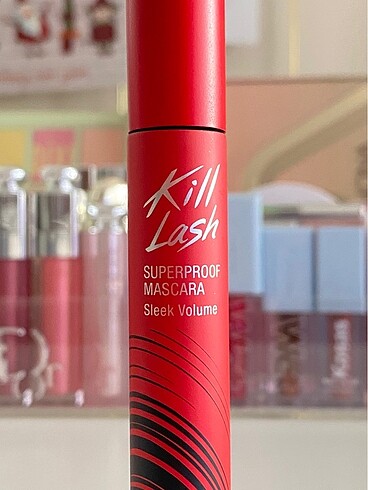 Kill
Lash
SUPERPROOF
MASCARA
Sleek Volume